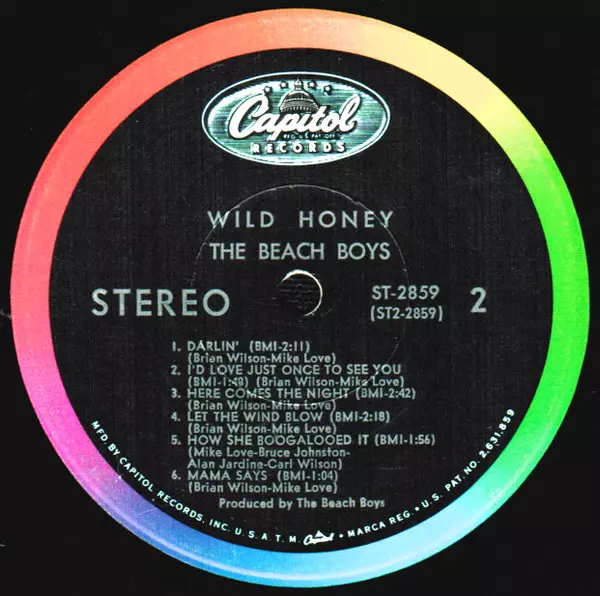 Capitol
REG. U.S. PAT. OFF.
RECORDS
WILD HONEY
THE BEACH BOYS
STEREO
ST-2859
(ST2-2859)
2
1. DARLIN' (BMI-2:11)
(Brian Wilson-Mike Love)
2. I'D LOVE JUST ONCE TO SEE YOU
(BMI-1:48) (Brian Wilson-Mike Love)
3. HERE COMES THE NIGHT (BMI-2:42)
(Brian Wilson-Mike Love)
4. LET THE WIND BLOW (BMI-2:18)
(Brian Wilson-Mike Love)
5. HOW SHE BOOGALOOED IT (BMI-1:56)
(Mike Love-Bruce Johnston-
Alan Jardine-Carl Wilson)
6. MAMA SAYS (BMI-1:04)
(Brian Wilson-Mike Love)
Produced by The Beach Boys
MFD. BY CAPITOL RECORDS, INC. U.S.A. T.M. Capitol • MARCA REG. • U.S. PAT. NO. 2,631,859